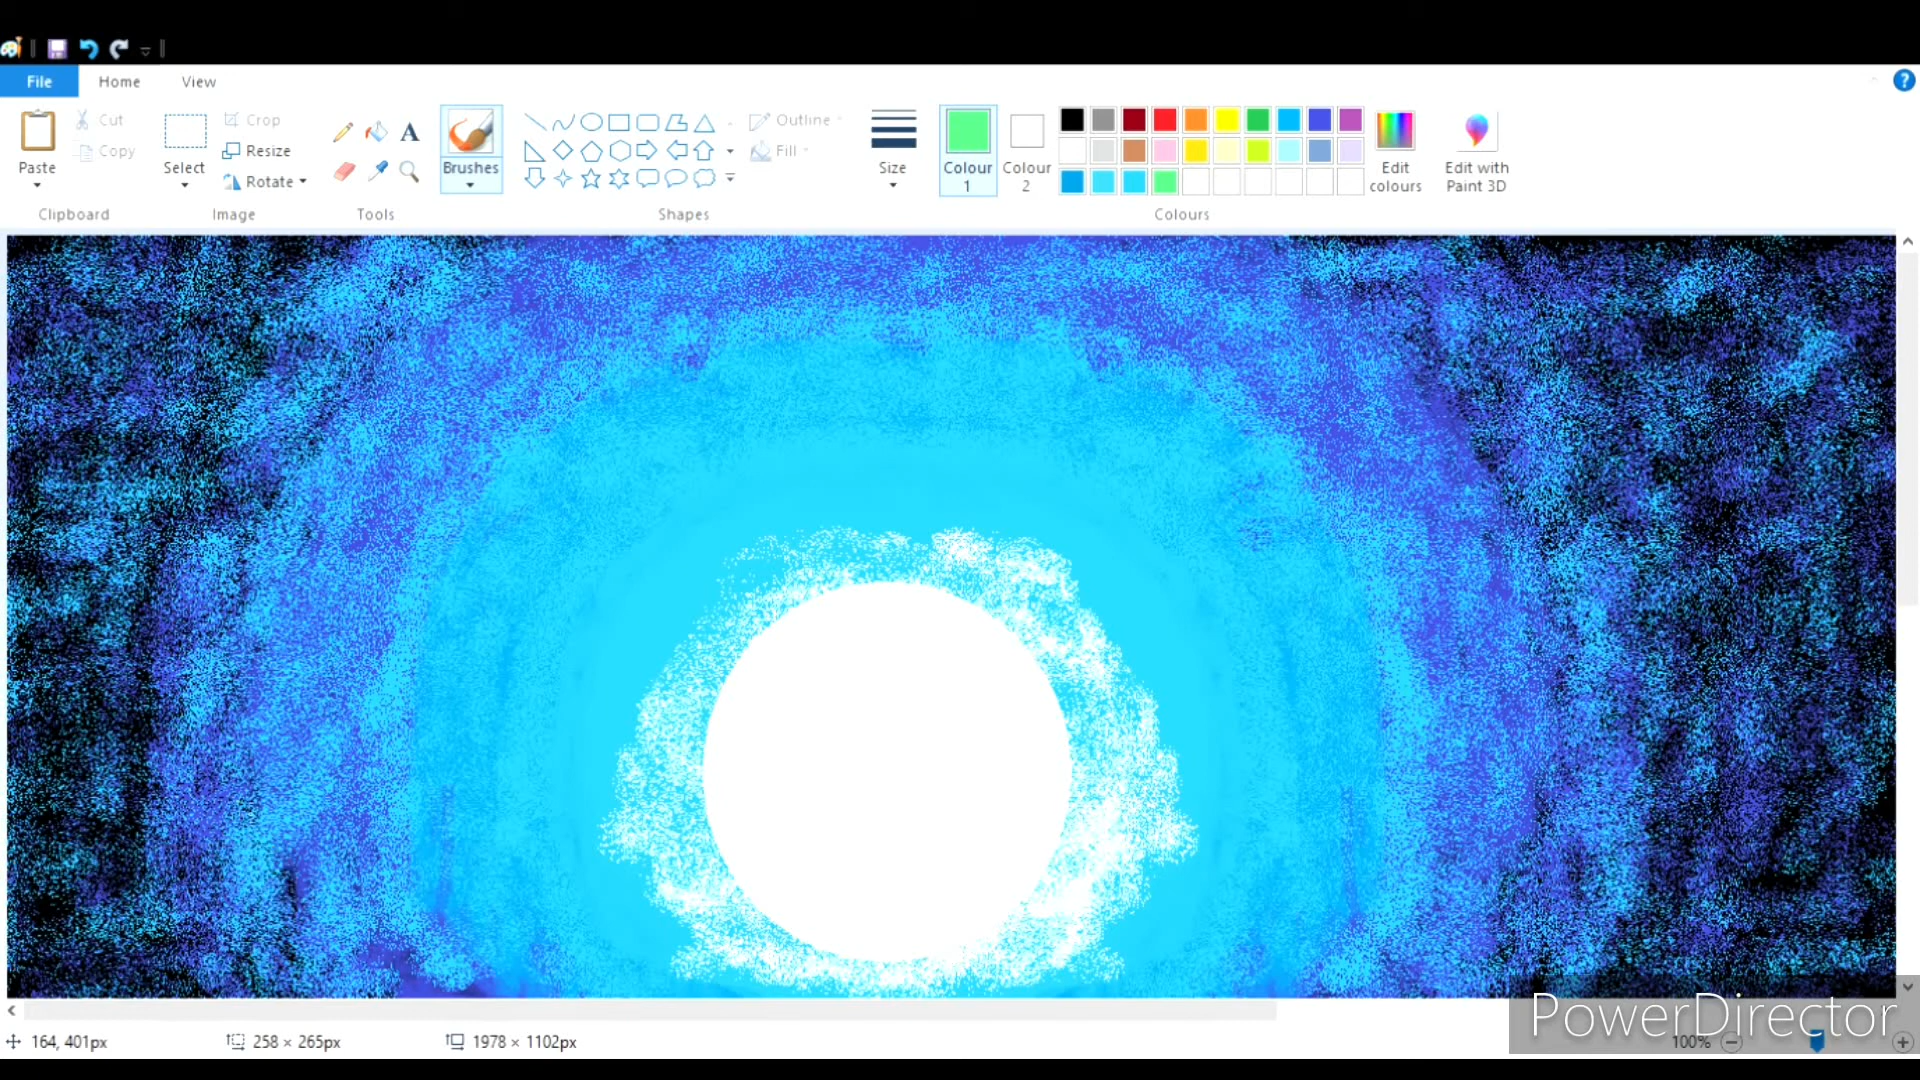 File Home View
Paste
Cut
Copy
Clipboard
Select
Crop
Resize
Rotate
Image
A
Tools
Brushes
Shapes
Outline
Fill
Size
Colour 1
Colour 2
Colours
Edit colours
Edit with Paint 3D
?
164, 401px
258 × 265px
1978 × 1102px
100%
PowerDirector